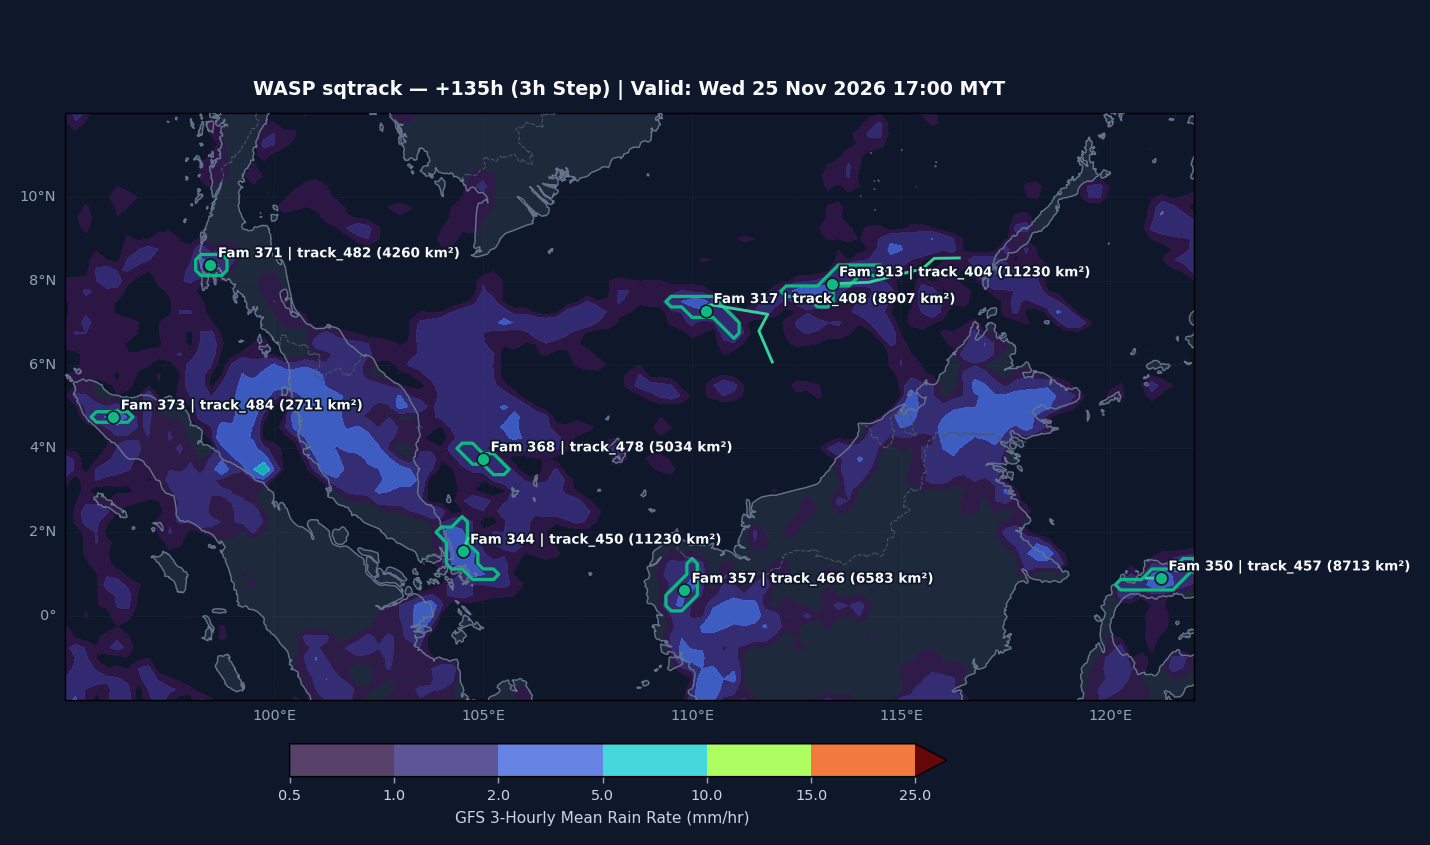 WASP sqtrack — +135h (3h Step) | Valid: Wed 25 Nov 2026 17:00 MYT
10°N
8°N
6°N
4°N
2°N
0°
Fam 371 | track_482 (4260 km²)
Fam 313 | track_404 (11230 km²)
Fam 317 | track_408 (8907 km²)
Fam 373 | track_484 (2711 km²)
Fam 368 | track_478 (5034 km²)
Fam 344 | track_450 (11230 km²)
Fam 350 | track_457 (8713 km²)
Fam 357 | track_466 (6583 km²)
100°E 105°E 110°E 115°E 120°E
0.5 1.0 2.0 5.0 10.0 15.0 25.0
GFS 3-Hourly Mean Rain Rate (mm/hr)